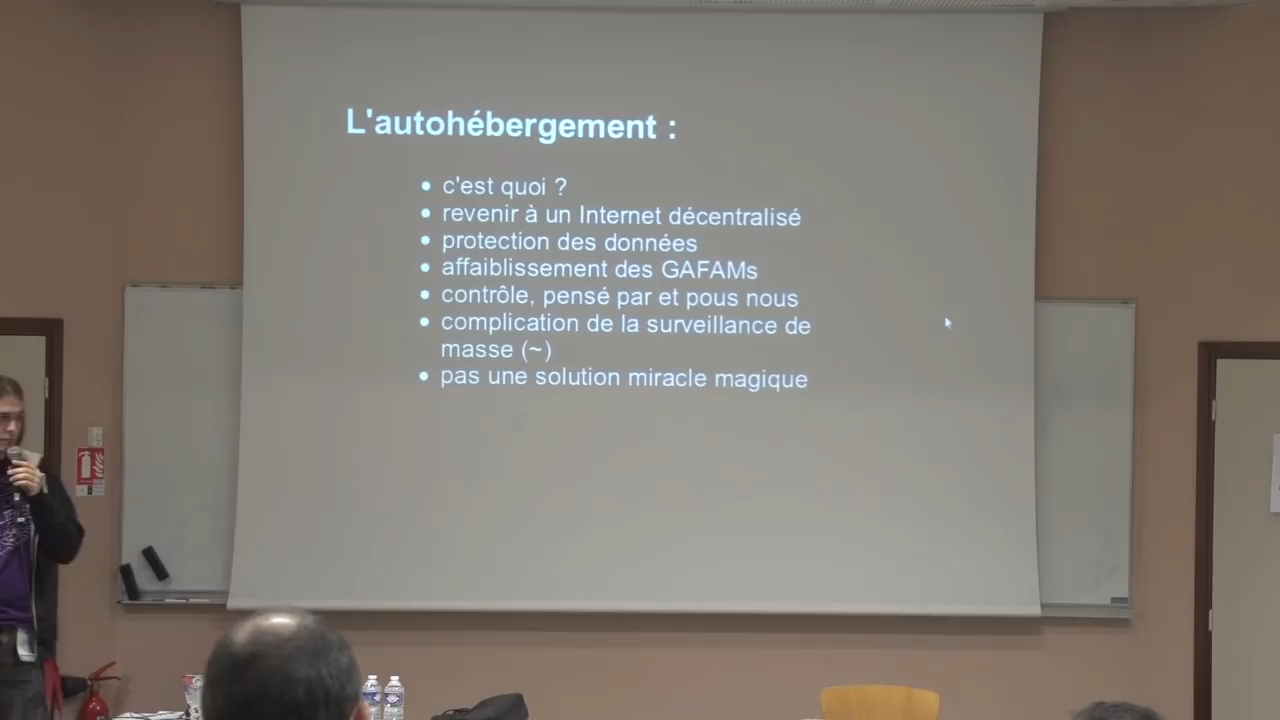 L'autohébergement :
• c'est quoi ?
• revenir à un Internet décentralisé
• protection des données
• affaiblissement des GAFAMs
• contrôle, pensé par et pous nous
• complication de la surveillance de
masse (~)
• pas une solution miracle magique